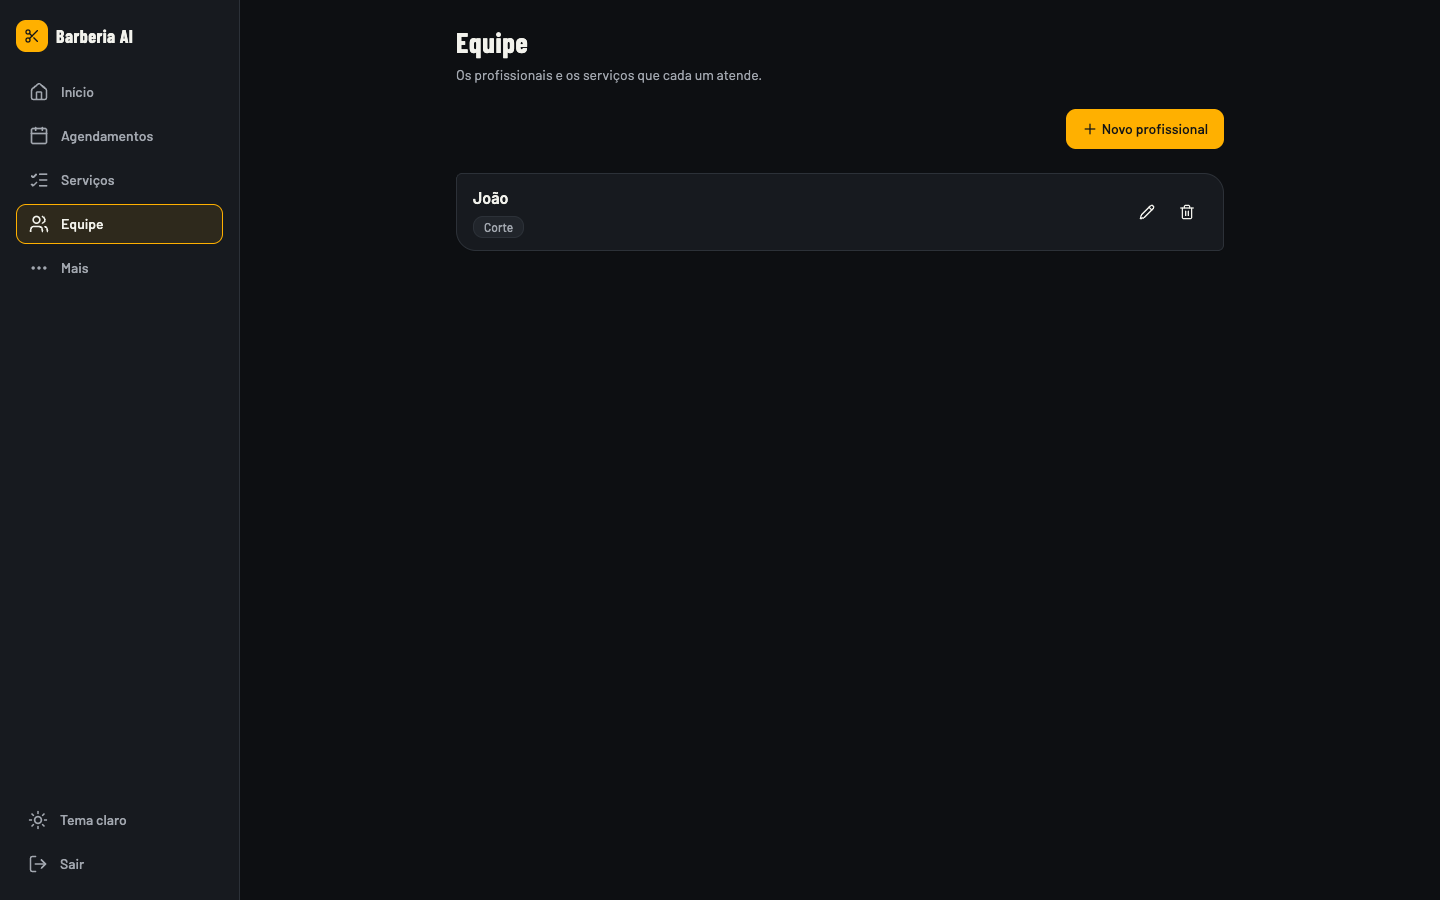 Barberia AI
Início
Agendamentos
Serviços
Equipe
Mais
Tema claro
Sair
Equipe
Os profissionais e os serviços que cada um atende.
Novo profissional
João
Corte